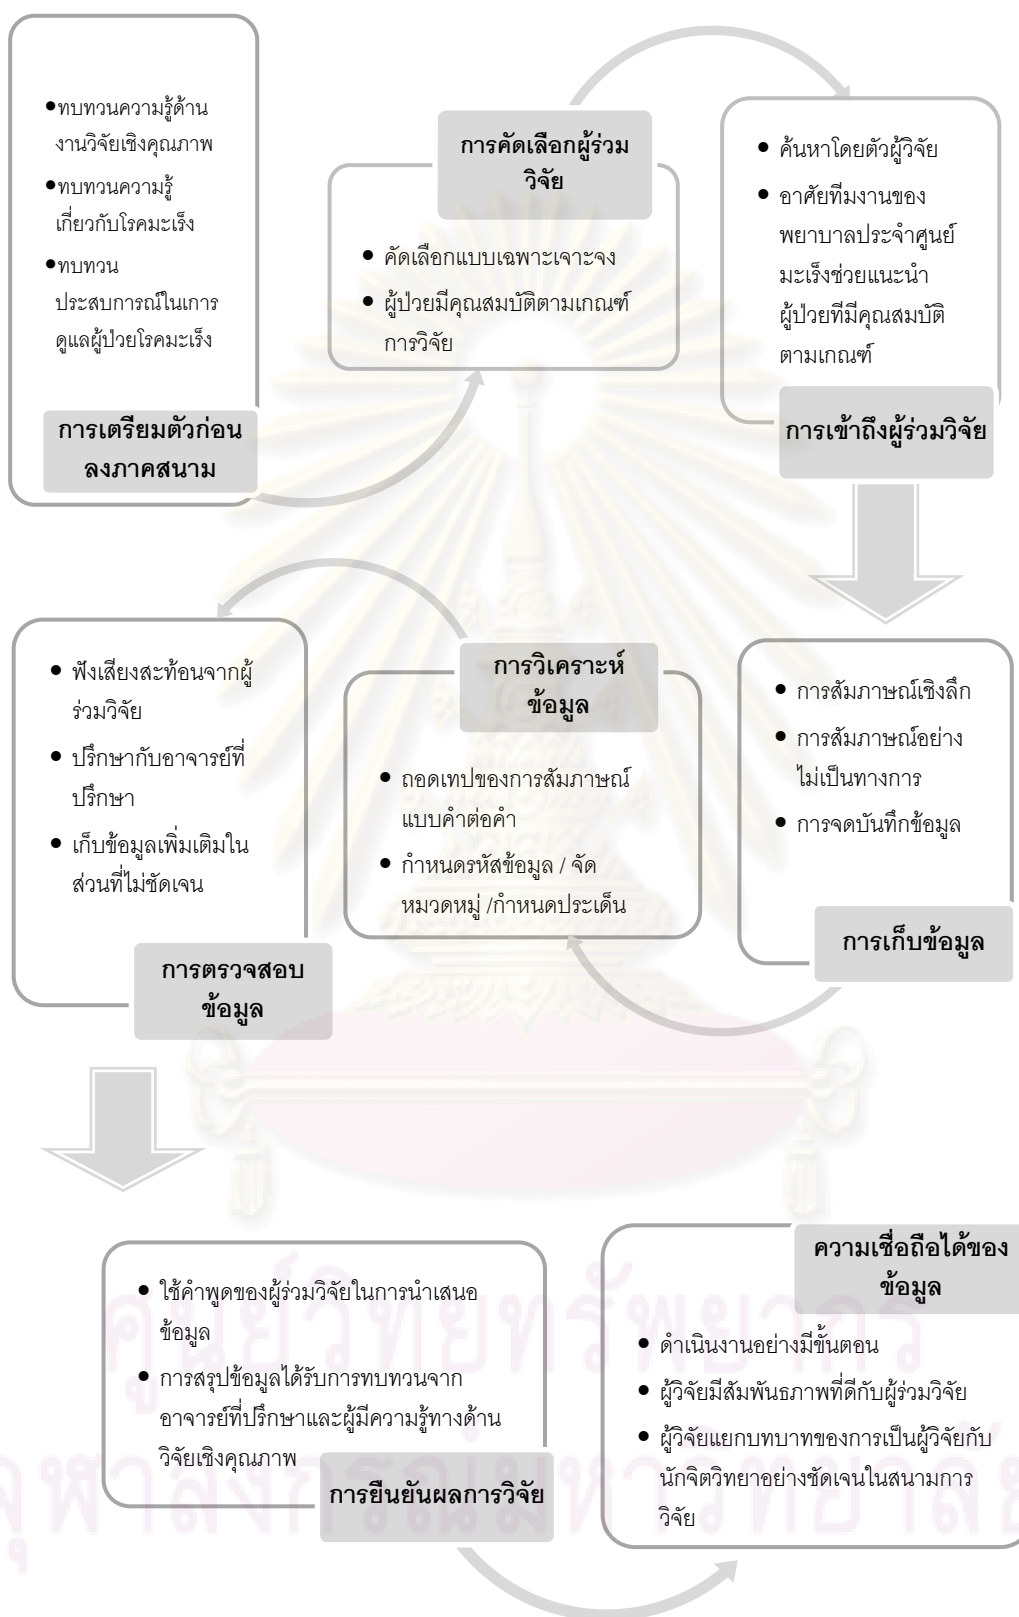 •ทบทวนความรู้ด้าน
งานวิจัยเชิงคุณภาพ
•ทบทวนความรู้
เกี่ยวกับโรคมะเร็ง
•ทบทวน
ประสบการณ์ในเการ
ดูแลผู้ป่วยโรคมะเร็ง
การเตรียมตัวก่อน
ลงภาคสนาม
การคัดเลือกผู้ร่วม
วิจัย
• คัดเลือกแบบเฉพาะเจาะจง
• ผู้ป่วยมีคุณสมบัติตามเกณฑ์
การวิจัย
• ค้นหาโดยตัวผู้วิจัย
• อาศัยทีมงานของ
พยาบาลประจำศูนย์
มะเร็งช่วยแนะนำ
ผู้ป่วยที่มีคุณสมบัติ
ตามเกณฑ์
การเข้าถึงผู้ร่วมวิจัย
• การสัมภาษณ์เชิงลึก
• การสัมภาษณ์อย่าง
ไม่เป็นทางการ
• การจดบันทึกข้อมูล
การเก็บข้อมูล
การวิเคราะห์
ข้อมูล
• ถอดเทปของการสัมภาษณ์
แบบคำต่อคำ
• กำหนดรหัสข้อมูล / จัด
หมวดหมู่ /กำหนดประเด็น
• ฟังเสียงสะท้อนจากผู้
ร่วมวิจัย
• ปรึกษากับอาจารย์ที่
ปรึกษา
• เก็บข้อมูลเพิ่มเติมใน
ส่วนที่ไม่ชัดเจน
การตรวจสอบ
ข้อมูล
• ใช้คำพูดของผู้ร่วมวิจัยในการนำเสนอ
ข้อมูล
• การสรุปข้อมูลได้รับการทบทวนจาก
อาจารย์ที่ปรึกษาและผู้มีความรู้ทางด้าน
วิจัยเชิงคุณภาพ
การยืนยันผลการวิจัย
ความเชื่อถือได้ของ
ข้อมูล
• ดำเนินงานอย่างมีขั้นตอน
• ผู้วิจัยมีสัมพันธภาพที่ดีกับผู้ร่วมวิจัย
• ผู้วิจัยแยกบทบาทของการเป็นผู้วิจัยกับ
นักจิตวิทยาอย่างชัดเจนในสนามการ
วิจัย
ศูนย์วิทยทรัพยากร
จุฬาลงกรณ์มหาวิทยาลัย